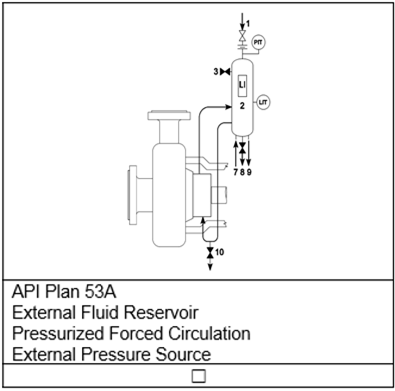 1
PIT
3
LI
2
LIT
7 8 9
10
API Plan 53A
External Fluid Reservoir
Pressurized Forced Circulation
External Pressure Source